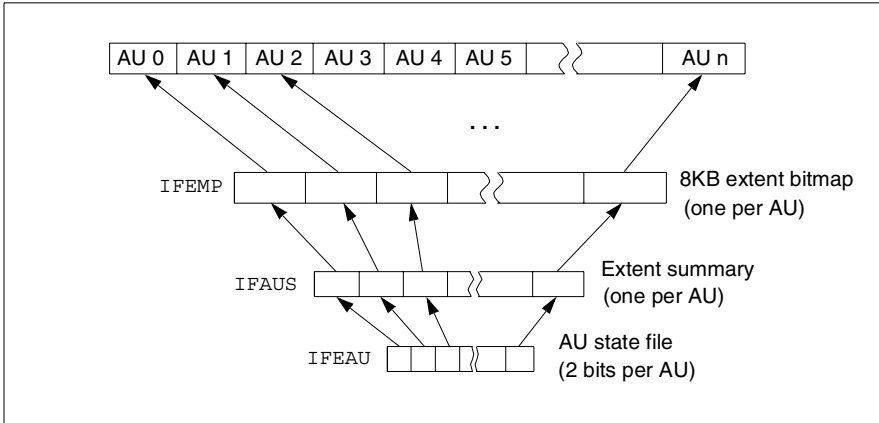 AU 0 AU 1 AU 2 AU 3 AU 4 AU 5 AU n
. . .
IFEMP
8KB extent bitmap
(one per AU)
IFAUS
Extent summary
(one per AU)
IFEAU
AU state file
(2 bits per AU)